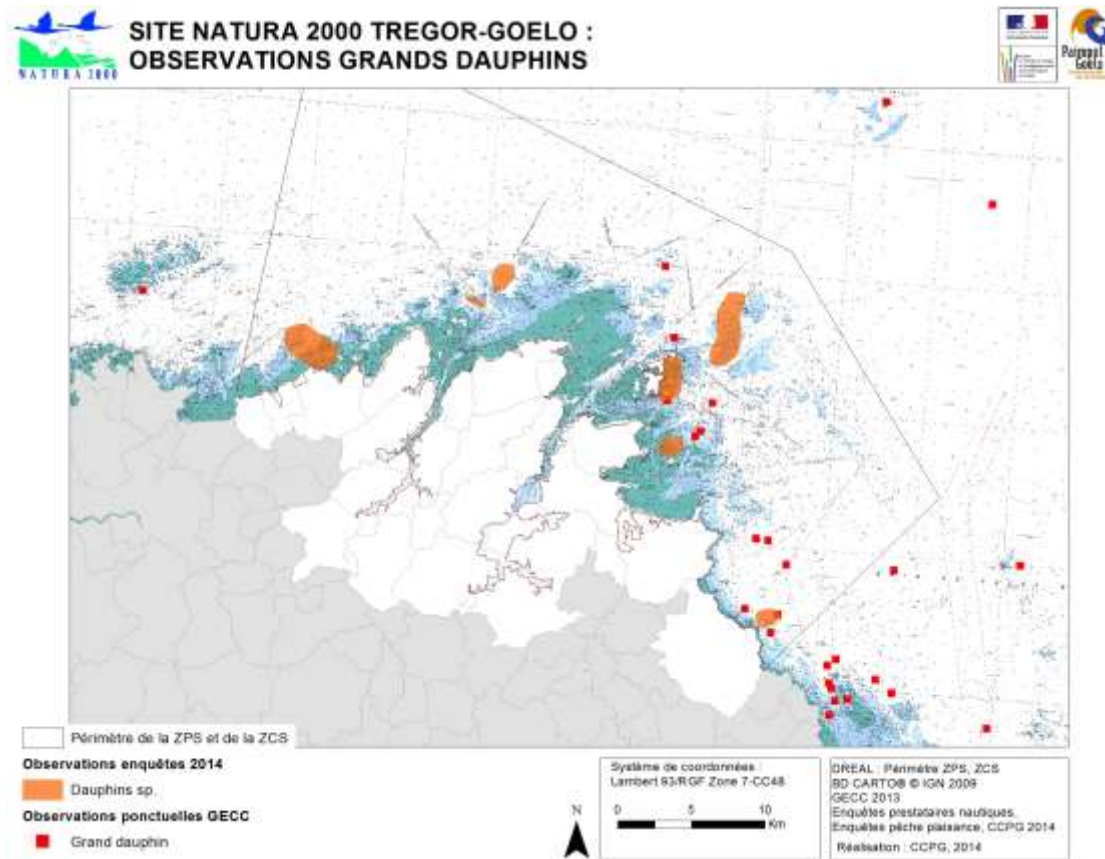 SITE NATURA 2000 TREGOR-GOELO :
OBSERVATIONS GRANDS DAUPHINS
NATURA 2000
Paimpol
Goëlo
Périmètre de la ZPS et de la ZCS
Observations enquêtes 2014
Dauphins sp.
Observations ponctuelles GECC
Grand dauphin
Système de coordonnées :
Lambert 93/RGF Zone 7-CC48
N
0 5 10
Km
DREAL : Périmètre ZPS, ZCS
BD CARTO® © IGN 2009
GECC 2013
Enquêtes prestataires nautiques,
Enquêtes pêche plaisance, CCPG 2014
Réalisation : CCPG, 2014